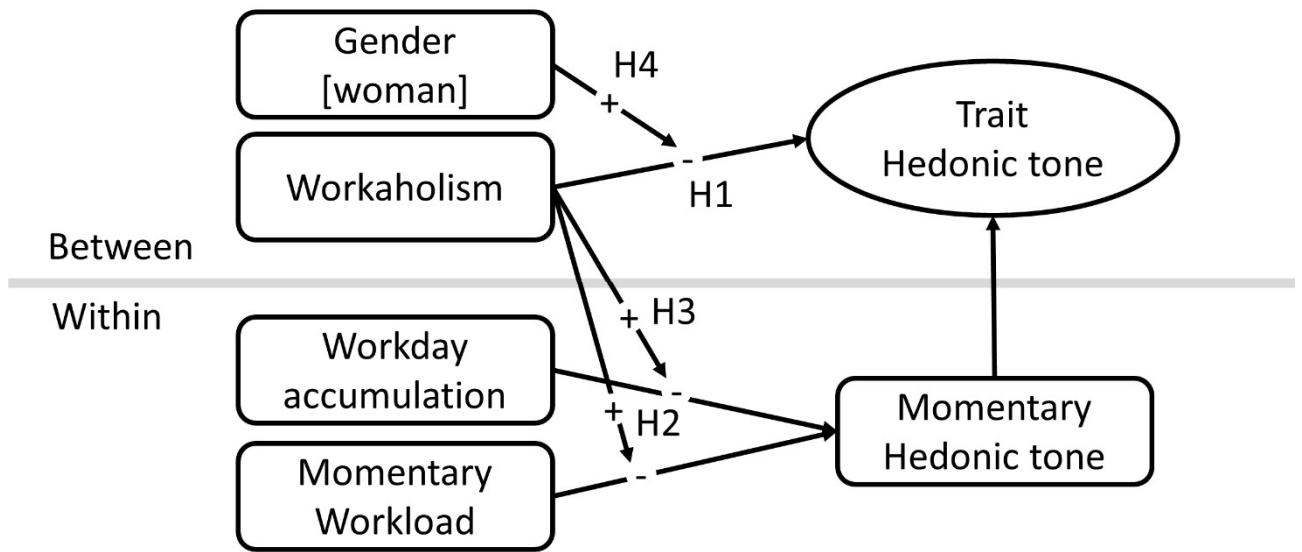 Gender
[woman]
H4
+
Workaholism
-
H1
Trait
Hedonic tone
Between
Within
+
H3
Workday
accumulation
-
+
H2
Momentary
Workload
-
Momentary
Hedonic tone